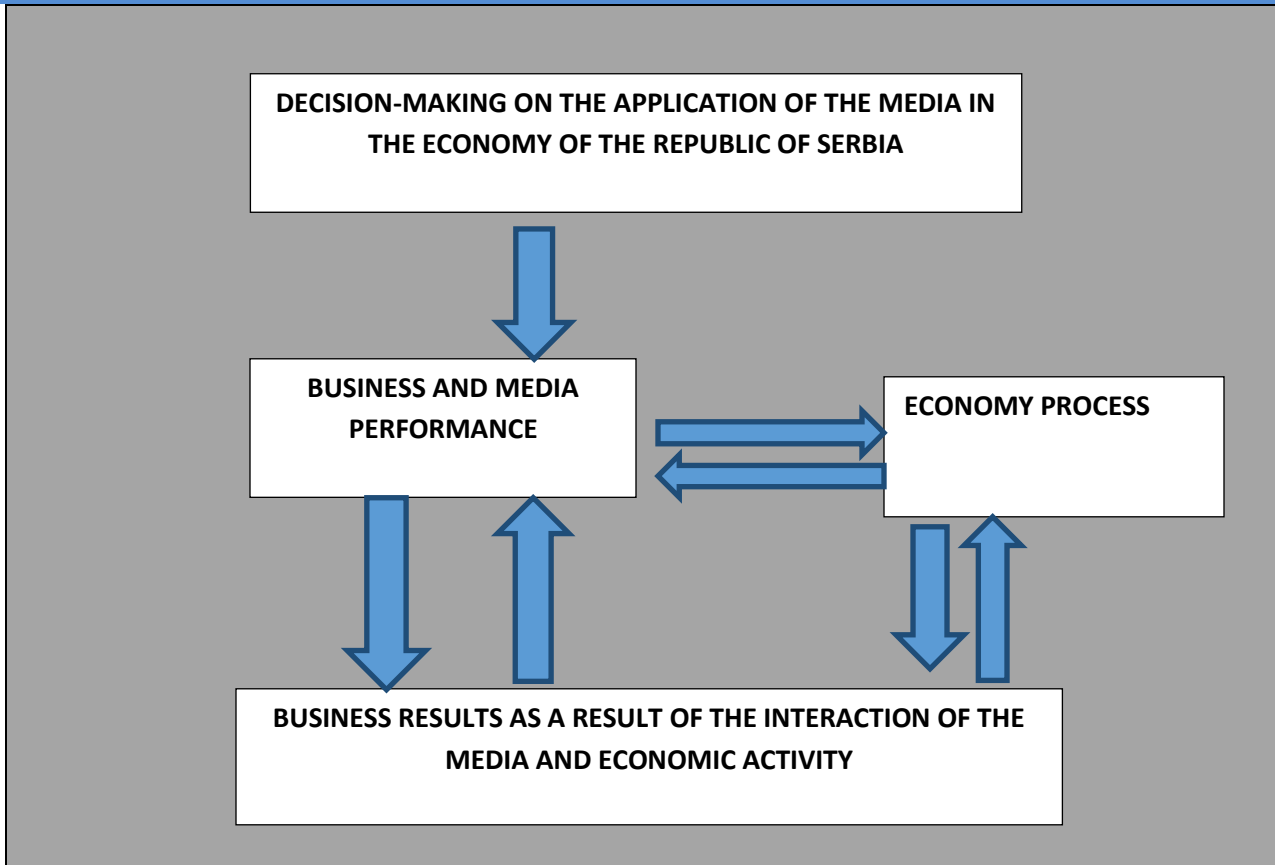 DECISION-MAKING ON THE APPLICATION OF THE MEDIA IN
THE ECONOMY OF THE REPUBLIC OF SERBIA
BUSINESS AND MEDIA
PERFORMANCE
ECONOMY PROCESS
BUSINESS RESULTS AS A RESULT OF THE INTERACTION OF THE
MEDIA AND ECONOMIC ACTIVITY